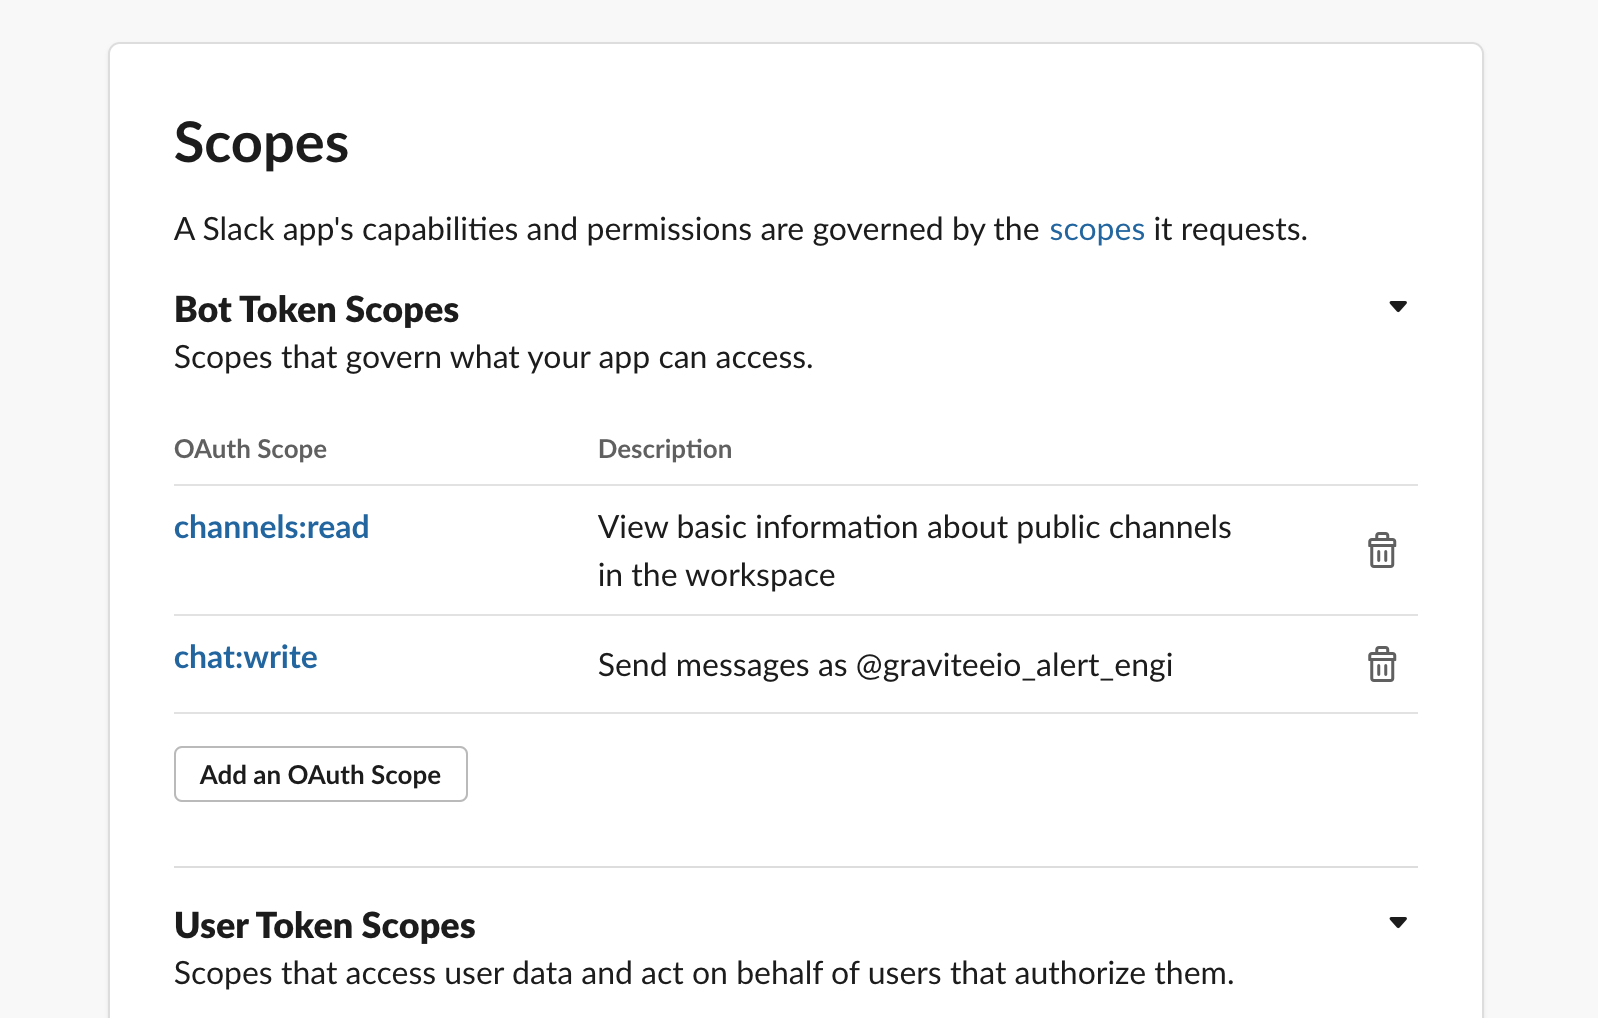 Scopes
A Slack app's capabilities and permissions are governed by the scopes it requests.
Bot Token Scopes
Scopes that govern what your app can access.
OAuth Scope Description
channels:read View basic information about public channels
in the workspace
chat:write Send messages as @graviteeio_alert_engi
Add an OAuth Scope
User Token Scopes
Scopes that access user data and act on behalf of users that authorize them.